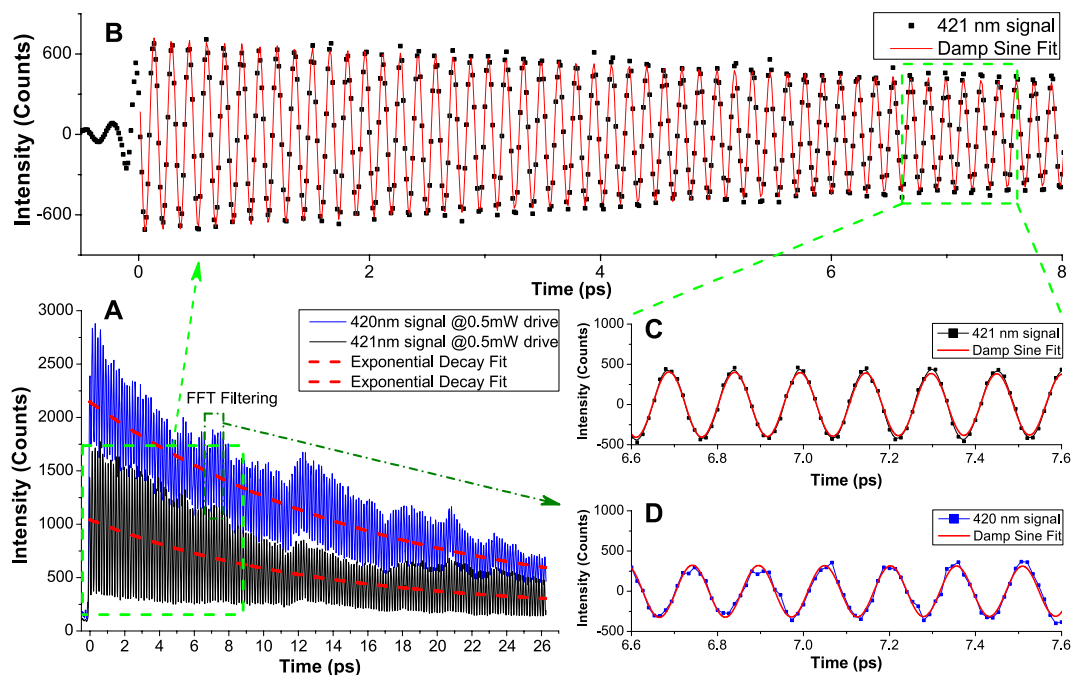 B
421 nm signal
Damp Sine Fit
Intensity (Counts)
600
0
-600
0
2
4
6
8
Time (ps)
A
420nm signal @0.5mW drive
421nm signal @0.5mW drive
Exponential Decay Fit
Exponential Decay Fit
FFT Filtering
Intensity (Counts)
3000
2500
2000
1500
1000
500
0
0 2 4 6 8 10 12 14 16 18 20 22 24 26
Time (ps)
C
421 nm signal
Damp Sine Fit
Intensity (Counts)
1000
500
0
-500
6.6 6.8 7.0 7.2 7.4 7.6
Time (ps)
D
420 nm signal
Damp Sine Fit
Intensity (Counts)
1000
500
0
-500
6.6 6.8 7.0 7.2 7.4 7.6
Time (ps)